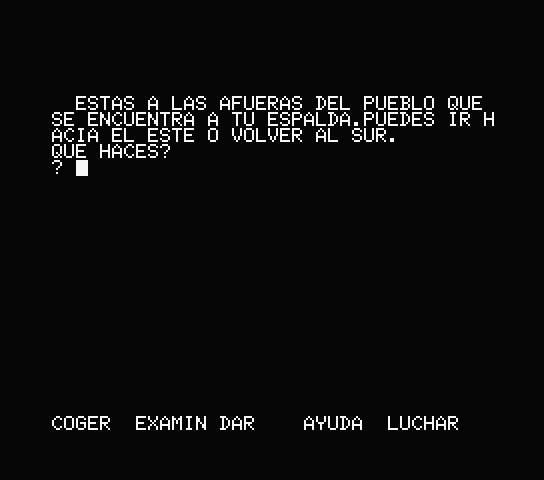 ESTAS A LAS AFUERAS DEL PUEBLO QUE
SE ENCUENTRA A TU ESPALDA.PUEDES IR H
ACIA EL ESTE O VOLVER AL SUR.
QUE HACES?
?
COGER EXAMIN DAR AYUDA LUCHAR